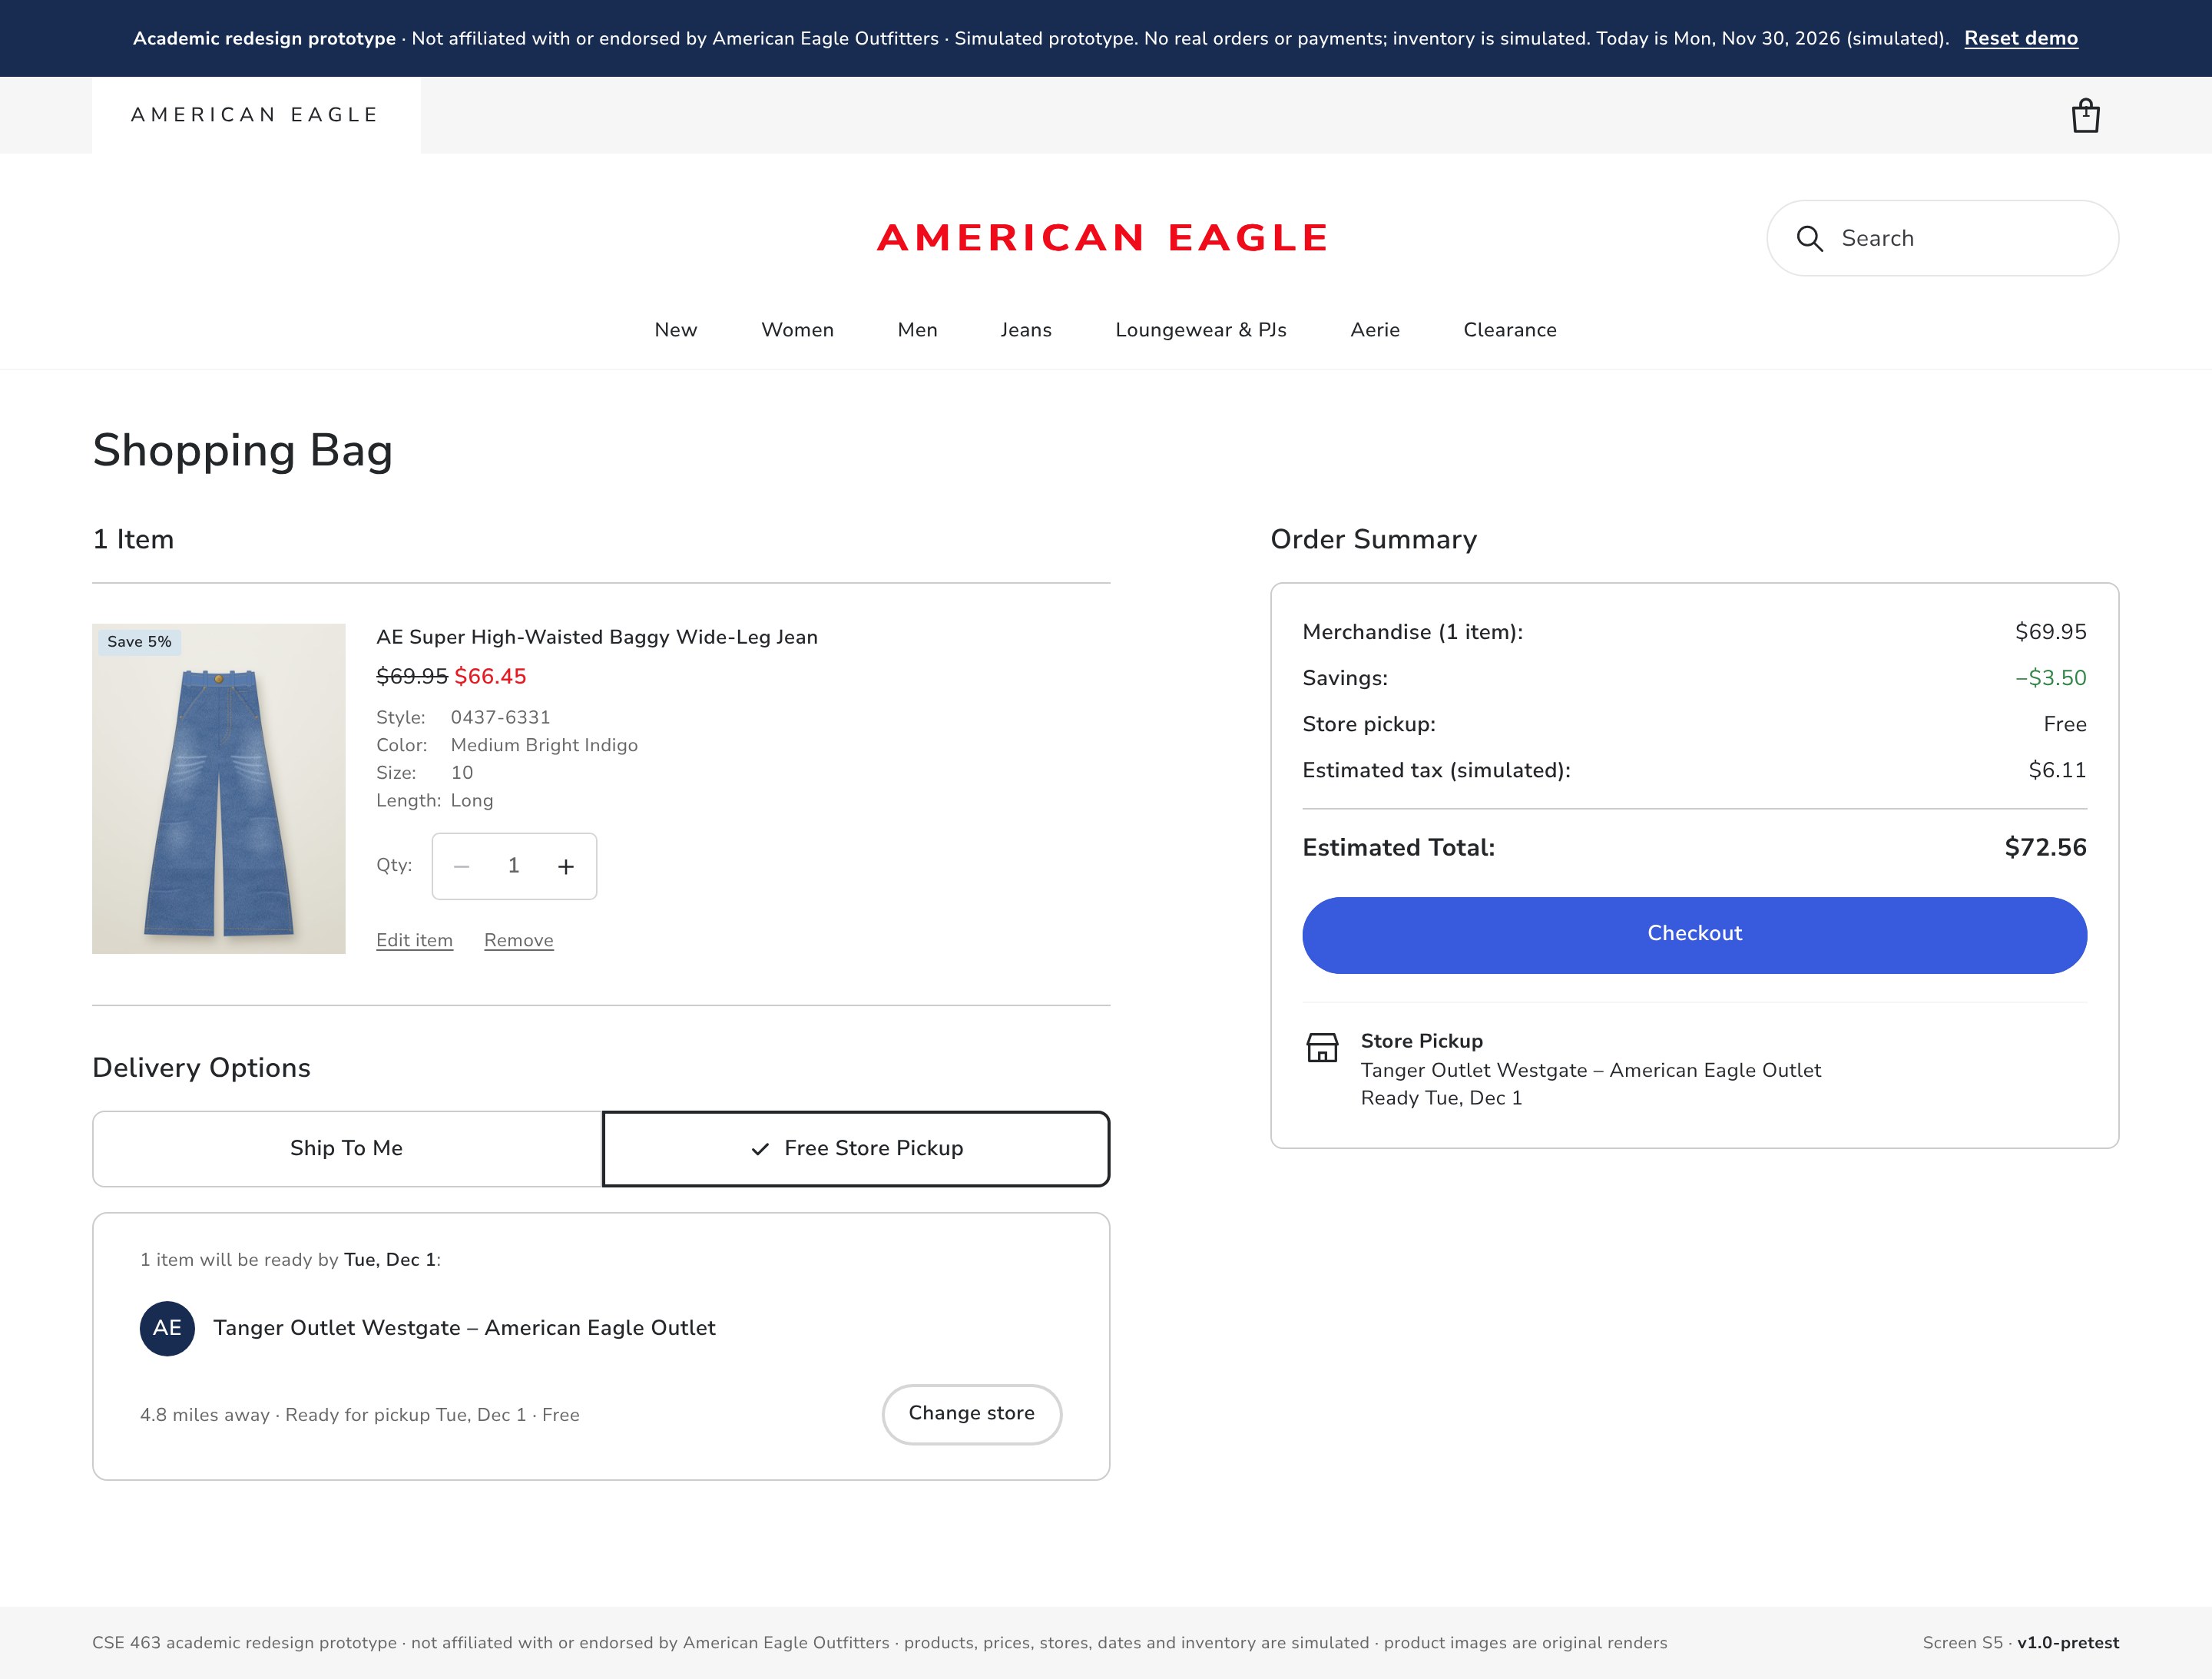 Academic redesign prototype · Not affiliated with or endorsed by American Eagle Outfitters · Simulated prototype. No real orders or payments; inventory is simulated. Today is Mon, Nov 30, 2026 (simulated). Reset demo
AMERICAN EAGLE
1
AMERICAN EAGLE
Search
New Women Men Jeans Loungewear & PJs Aerie Clearance
Shopping Bag
1 Item
Save 5%
AE Super High-Waisted Baggy Wide-Leg Jean
$69.95 $66.45
Style: 0437-6331
Color: Medium Bright Indigo
Size: 10
Length: Long
Qty: − 1 +
Edit item Remove
Delivery Options
Ship To Me
Free Store Pickup
1 item will be ready by Tue, Dec 1:
AE
Tanger Outlet Westgate – American Eagle Outlet
4.8 miles away · Ready for pickup Tue, Dec 1 · Free
Change store
Order Summary
Merchandise (1 item): $69.95
Savings: −$3.50
Store pickup: Free
Estimated tax (simulated): $6.11
Estimated Total: $72.56
Checkout
Store Pickup
Tanger Outlet Westgate – American Eagle Outlet
Ready Tue, Dec 1
CSE 463 academic redesign prototype · not affiliated with or endorsed by American Eagle Outfitters · products, prices, stores, dates and inventory are simulated · product images are original renders
Screen S5 · v1.0-pretest